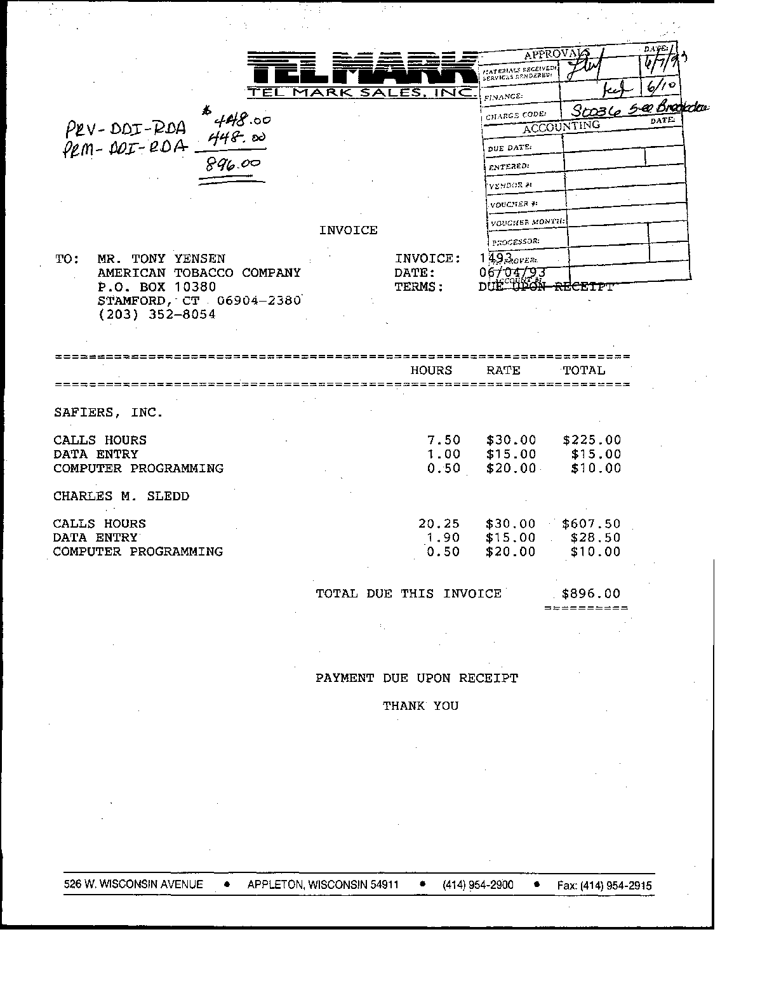 TEL MARK
TEL MARK SALES, INC.
APPROVALS
DATE:
MATERIALS RECEIVED/
SERVICES RENDERED:
6/7/93
FINANCE:
6/10
CHARGE CODE: SC036 See Breakdown
ACCOUNTING DATE:
DUE DATE:
ENTERED:
VENDOR #:
VOUCHER #:
VOUCHER MONTH:
PROCESSOR:
APPROVER:
ACCOUNT #:
PRV-DDI-RDA $ 448.00
PRM-DDI-RDA 448.00
896.00
INVOICE
TO: MR. TONY YENSEN INVOICE: 1493
AMERICAN TOBACCO COMPANY DATE: 06/04/93
P.O. BOX 10380 TERMS: DUE UPON RECEIPT
STAMFORD, CT 06904-2380
(203) 352-8054
HOURS RATE TOTAL
SAFIERS, INC.
CALLS HOURS 7.50 $30.00 $225.00
DATA ENTRY 1.00 $15.00 $15.00
COMPUTER PROGRAMMING 0.50 $20.00 $10.00
CHARLES M. SLEDD
CALLS HOURS 20.25 $30.00 $607.50
DATA ENTRY 1.90 $15.00 $28.50
COMPUTER PROGRAMMING 0.50 $20.00 $10.00
TOTAL DUE THIS INVOICE $896.00
PAYMENT DUE UPON RECEIPT
THANK YOU
526 W. WISCONSIN AVENUE • APPLETON, WISCONSIN 54911 • (414) 954-2900 • Fax: (414) 954-2915